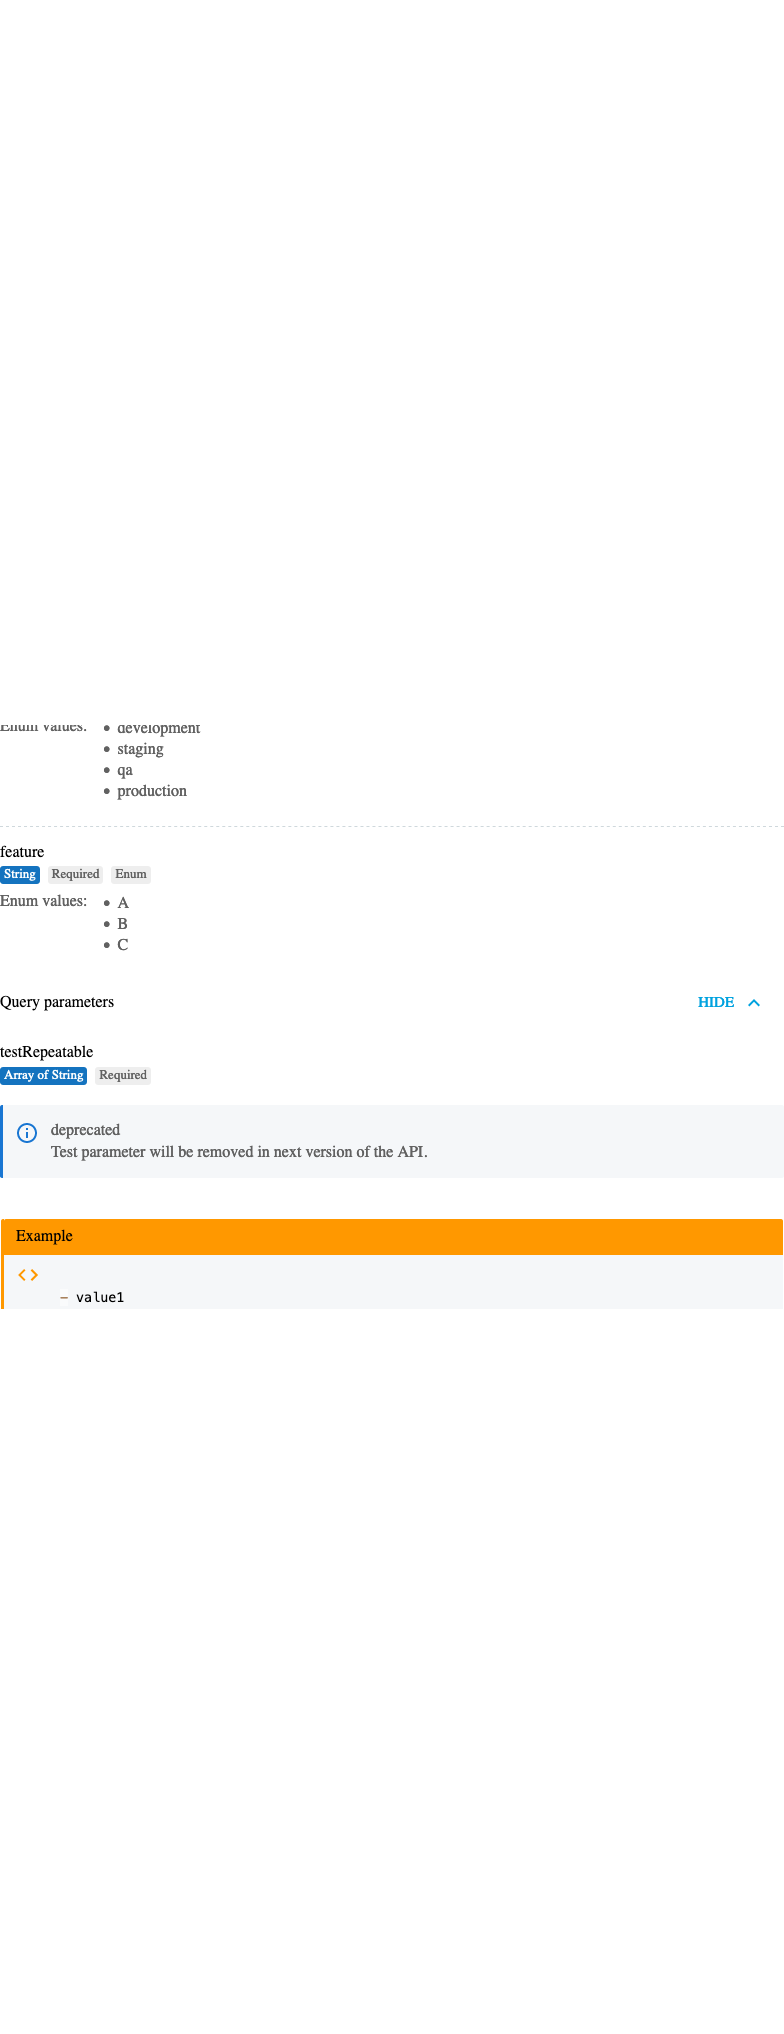 Enum values:
development
staging
qa
production
feature
String Required Enum
Enum values:
A
B
C
Query parameters HIDE
testRepeatable
Array of String Required
deprecated
Test parameter will be removed in next version of the API.
Example
- value1